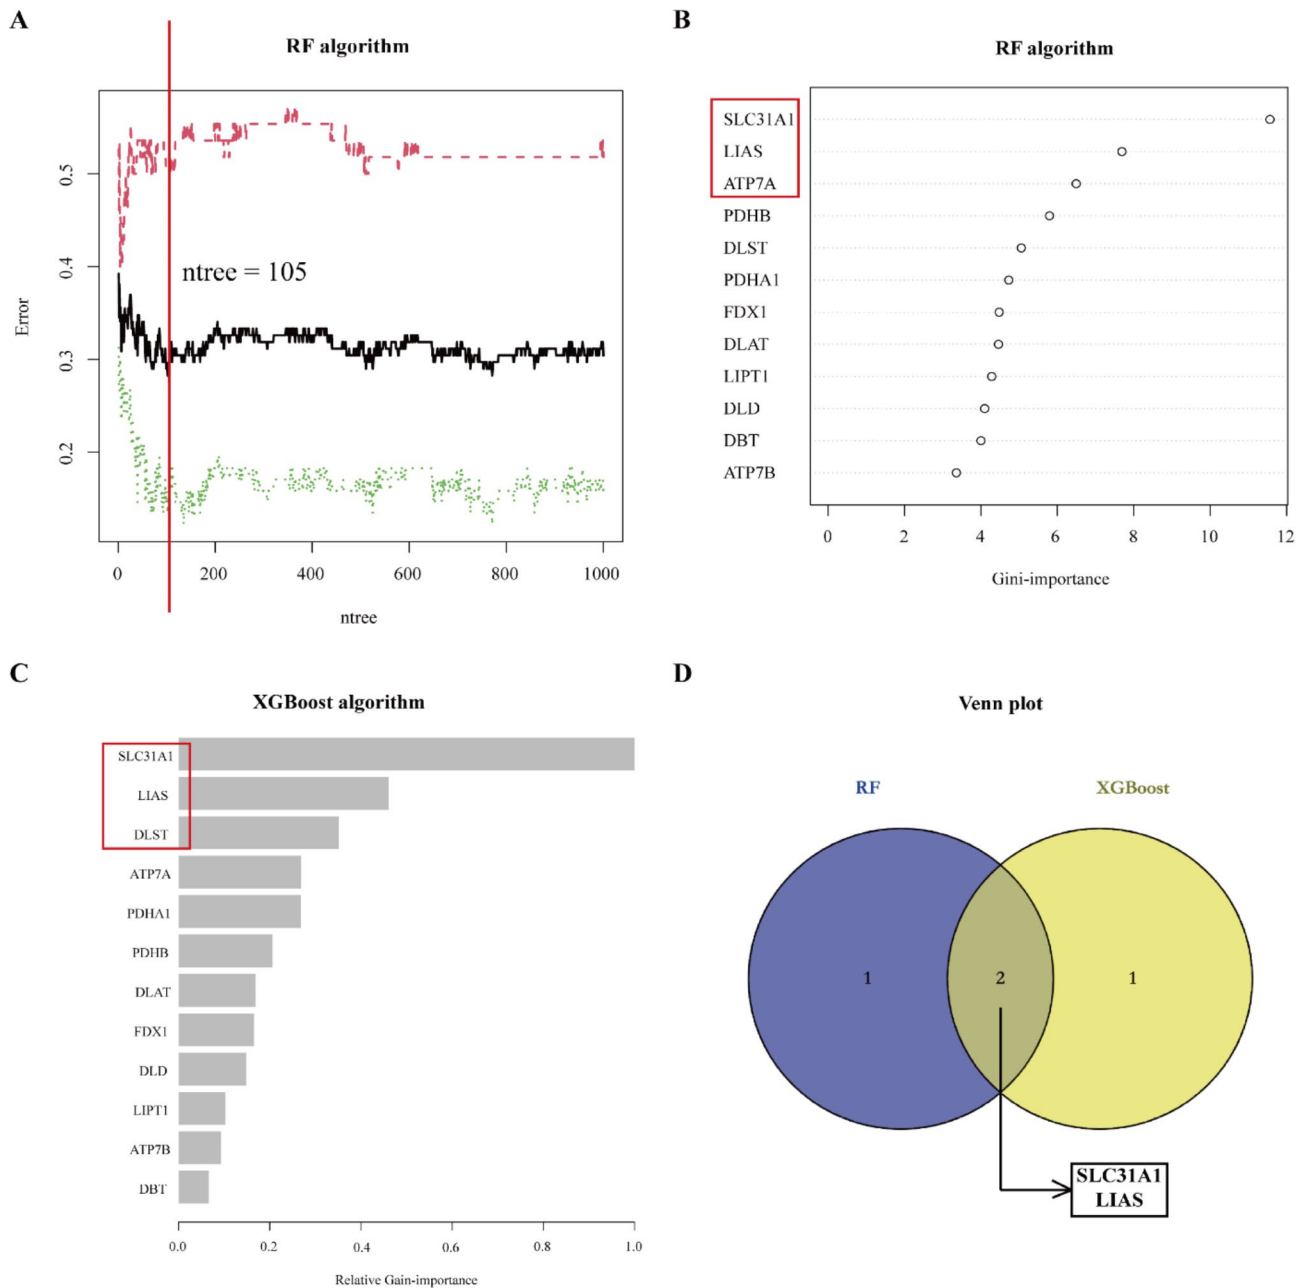 A
RF algorithm
0.5
0.4
0.3
0.2
Error
ntree = 105
0 200 400 600 800 1000
ntree
B
RF algorithm
SLC31A1
LIAS
ATP7A
PDHB
DLST
PDHA1
FDX1
DLAT
LIPT1
DLD
DBT
ATP7B
0 2 4 6 8 10 12
Gini-importance
C
XGBoost algorithm
SLC31A1
LIAS
DLST
ATP7A
PDHA1
PDHB
DLAT
FDX1
DLD
LIPT1
ATP7B
DBT
0.0 0.2 0.4 0.6 0.8 1.0
Relative Gain-importance
D
Venn plot
RF XGBoost
1 2 1
SLC31A1
LIAS